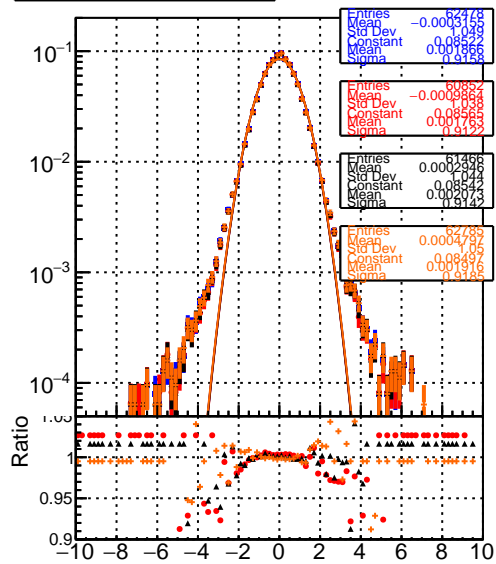 Entries 62478
Mean −0.0003155
Std Dev 1.049
Constant 0.08522
Mean 0.001866
Sigma 0.9158
Entries 60852
Mean −0.0009864
Std Dev 1.038
Constant 0.08565
Mean 0.001763
Sigma 0.9122
Entries 61466
Mean 0.0002946
Std Dev 1.044
Constant 0.08542
Mean 0.002073
Sigma 0.9142
Entries 62785
Mean 0.0004797
Std Dev 1.05
Constant 0.08497
Mean 0.001916
Sigma 0.9185
10⁻¹
10⁻²
10⁻³
10⁻⁴
Ratio
1.05
1
0.95
0.9
−10 −8 −6 −4 −2 0 2 4 6 8 10